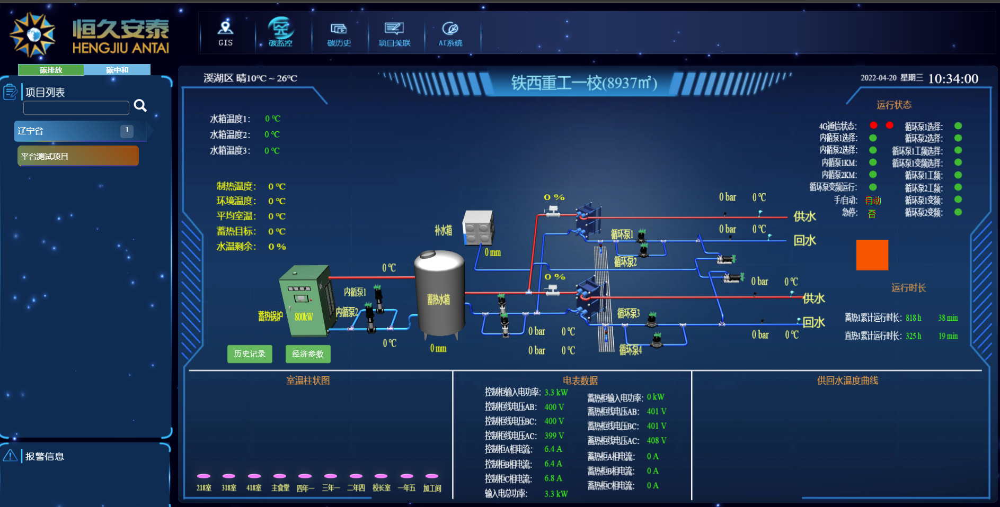 恒久安泰
HENGJIU ANTAI
GIS
碳监控
碳历史
项目关联
AI系统
碳排放
碳中和
项目列表
辽宁省
1
平台测试项目
报警信息
溪湖区 晴10℃ ~ 26℃
铁西重工一校(8937㎡)
2022-04-20 星期三 10:34:00
水箱温度1: 0 ℃
水箱温度2: 0 ℃
水箱温度3: 0 ℃
制热温度: 0 ℃
环境温度: 0 ℃
平均室温: 0 ℃
蓄热目标: 0 ℃
水温剩余: 0 %
运行状态
4G通信状态:
循环泵1选择:
内循泵1选择:
循环泵2选择:
内循泵2选择:
循环泵1工频选择:
内循泵1KM:
循环泵1变频选择:
内循泵2KM:
循环泵1工频:
循环泵变频运行:
循环泵2工频:
手/自动:
循环泵1变频:
急停: 否
循环泵2变频:
0 %
0 bar 0 ℃
供水
0 bar 0 ℃
回水
补水箱
0 mm
循环泵1
循环泵2
0 ℃
0 %
内循泵1
内循泵2
蓄热锅炉
800kW
蓄热水箱
0 bar 0 ℃
供水
循环泵3
回水
0 bar 0 ℃
0 bar 0 ℃
0 ℃
0 mm
0 bar 0 ℃
循环泵4
运行时长
蓄热1累计运行时长: 818 h 38 min
直热1累计运行时长: 325 h 19 min
历史记录
经济参数
室温柱状图
218室
318室
418室
主食堂
四年一
三年一
二年四
校长室
一年五
加工间
电表数据
控制柜输入电功率: 3.3 kW
控制柜线电压AB: 400 V
控制柜线电压BC: 400 V
控制柜线电压AC: 399 V
控制柜A相电流: 6.4 A
控制柜B相电流: 6.4 A
控制柜C相电流: 6.8 A
输入电总功率: 3.3 kW
蓄热柜输入电功率: 0 kW
蓄热柜线电压AB: 401 V
蓄热柜线电压BC: 401 V
蓄热柜线电压AC: 408 V
蓄热柜A相电流: 0 A
蓄热柜B相电流: 0 A
蓄热柜C相电流: 0 A
供回水温度曲线